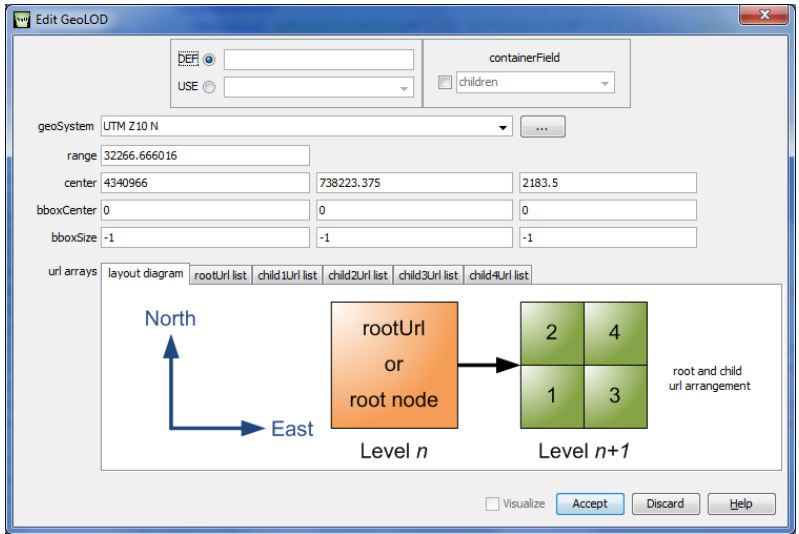 Edit GeoLOD
DEF
containerField
USE
children
geoSystem UTM Z10 N ...
range 32266.666016
center 4340966 738223.375 2183.5
bboxCenter 0 0 0
bboxSize -1 -1 -1
url arrays layout diagram rootUrl list child1Url list child2Url list child3Url list child4Url list
North
East
rootUrl
or
root node
Level n
2 4
1 3
Level n+1
root and child
url arrangement
Visualize Accept Discard Help